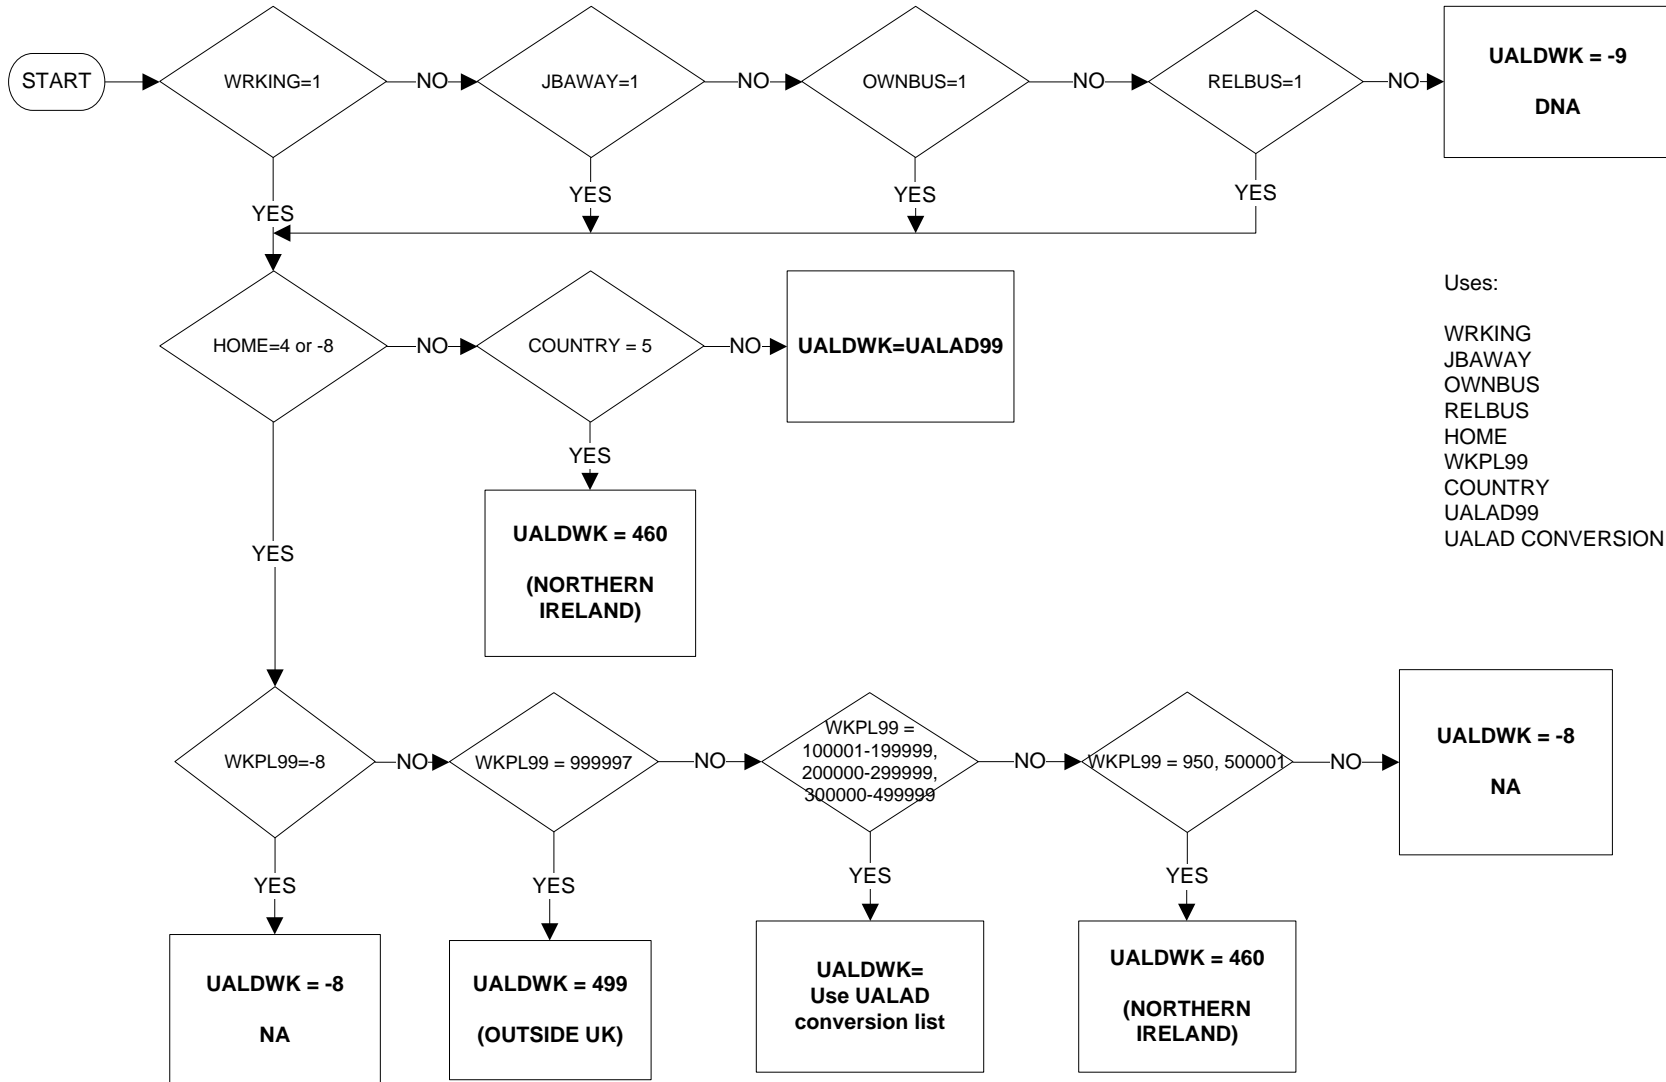 START
WRKING=1
NO
JBAWAY=1
NO
OWNBUS=1
NO
RELBUS=1
NO
UALDWK = -9
DNA
YES
YES
YES
YES
HOME=4 or -8
NO
COUNTRY = 5
NO
UALDWK=UALAD99
Uses:
WRKING
JBAWAY
OWNBUS
RELBUS
HOME
WKPL99
COUNTRY
UALAD99
UALAD CONVERSION
YES
UALDWK = 460
(NORTHERN
IRELAND)
YES
WKPL99=-8
NO
WKPL99 = 999997
NO
WKPL99 =
100001-199999,
200000-299999,
300000-499999
NO
WKPL99 = 950, 500001
NO
UALDWK = -8
NA
YES
YES
YES
YES
UALDWK = -8
NA
UALDWK = 499
(OUTSIDE UK)
UALDWK=
Use UALAD
conversion list
UALDWK = 460
(NORTHERN
IRELAND)